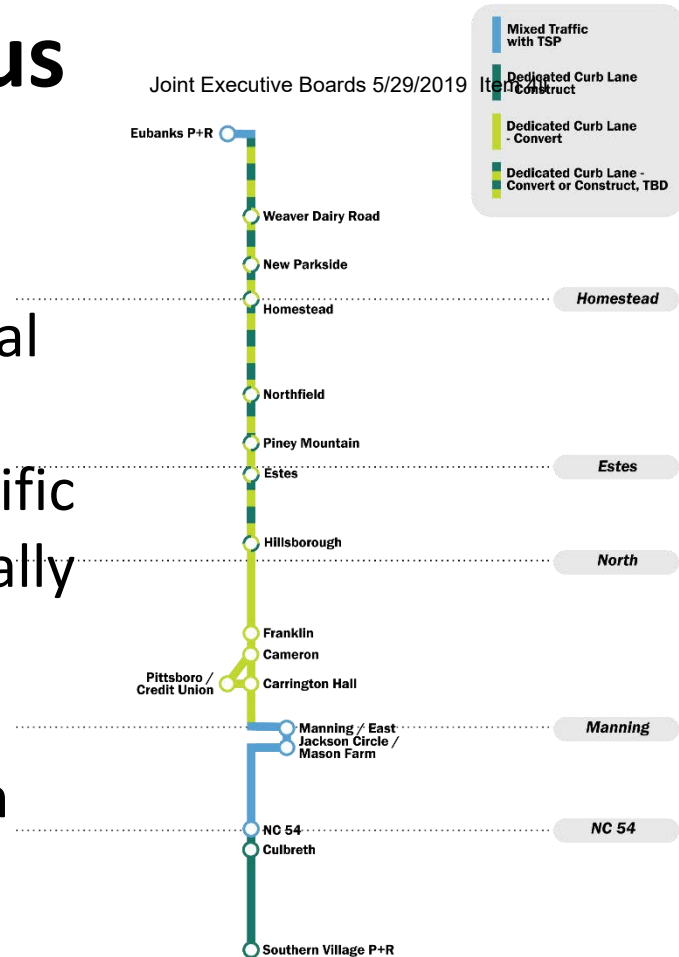 us
Joint Executive Boards 5/29/2019 Item 4u
Mixed Traffic
with TSP
Dedicated Curb Lane
- Construct
Dedicated Curb Lane
- Convert
Dedicated Curb Lane -
Convert or Construct, TBD
Eubanks P+R
Weaver Dairy Road
New Parkside
Homestead
Homestead
al
Northfield
Piney Mountain
Estes
Estes
ific
Hillsborough
ally
North
Franklin
Cameron
Pittsboro /
Credit Union
Carrington Hall
Manning / East
Manning
Jackson Circle /
Mason Farm
n
NC 54
NC 54
Culbreth
Southern Village P+R